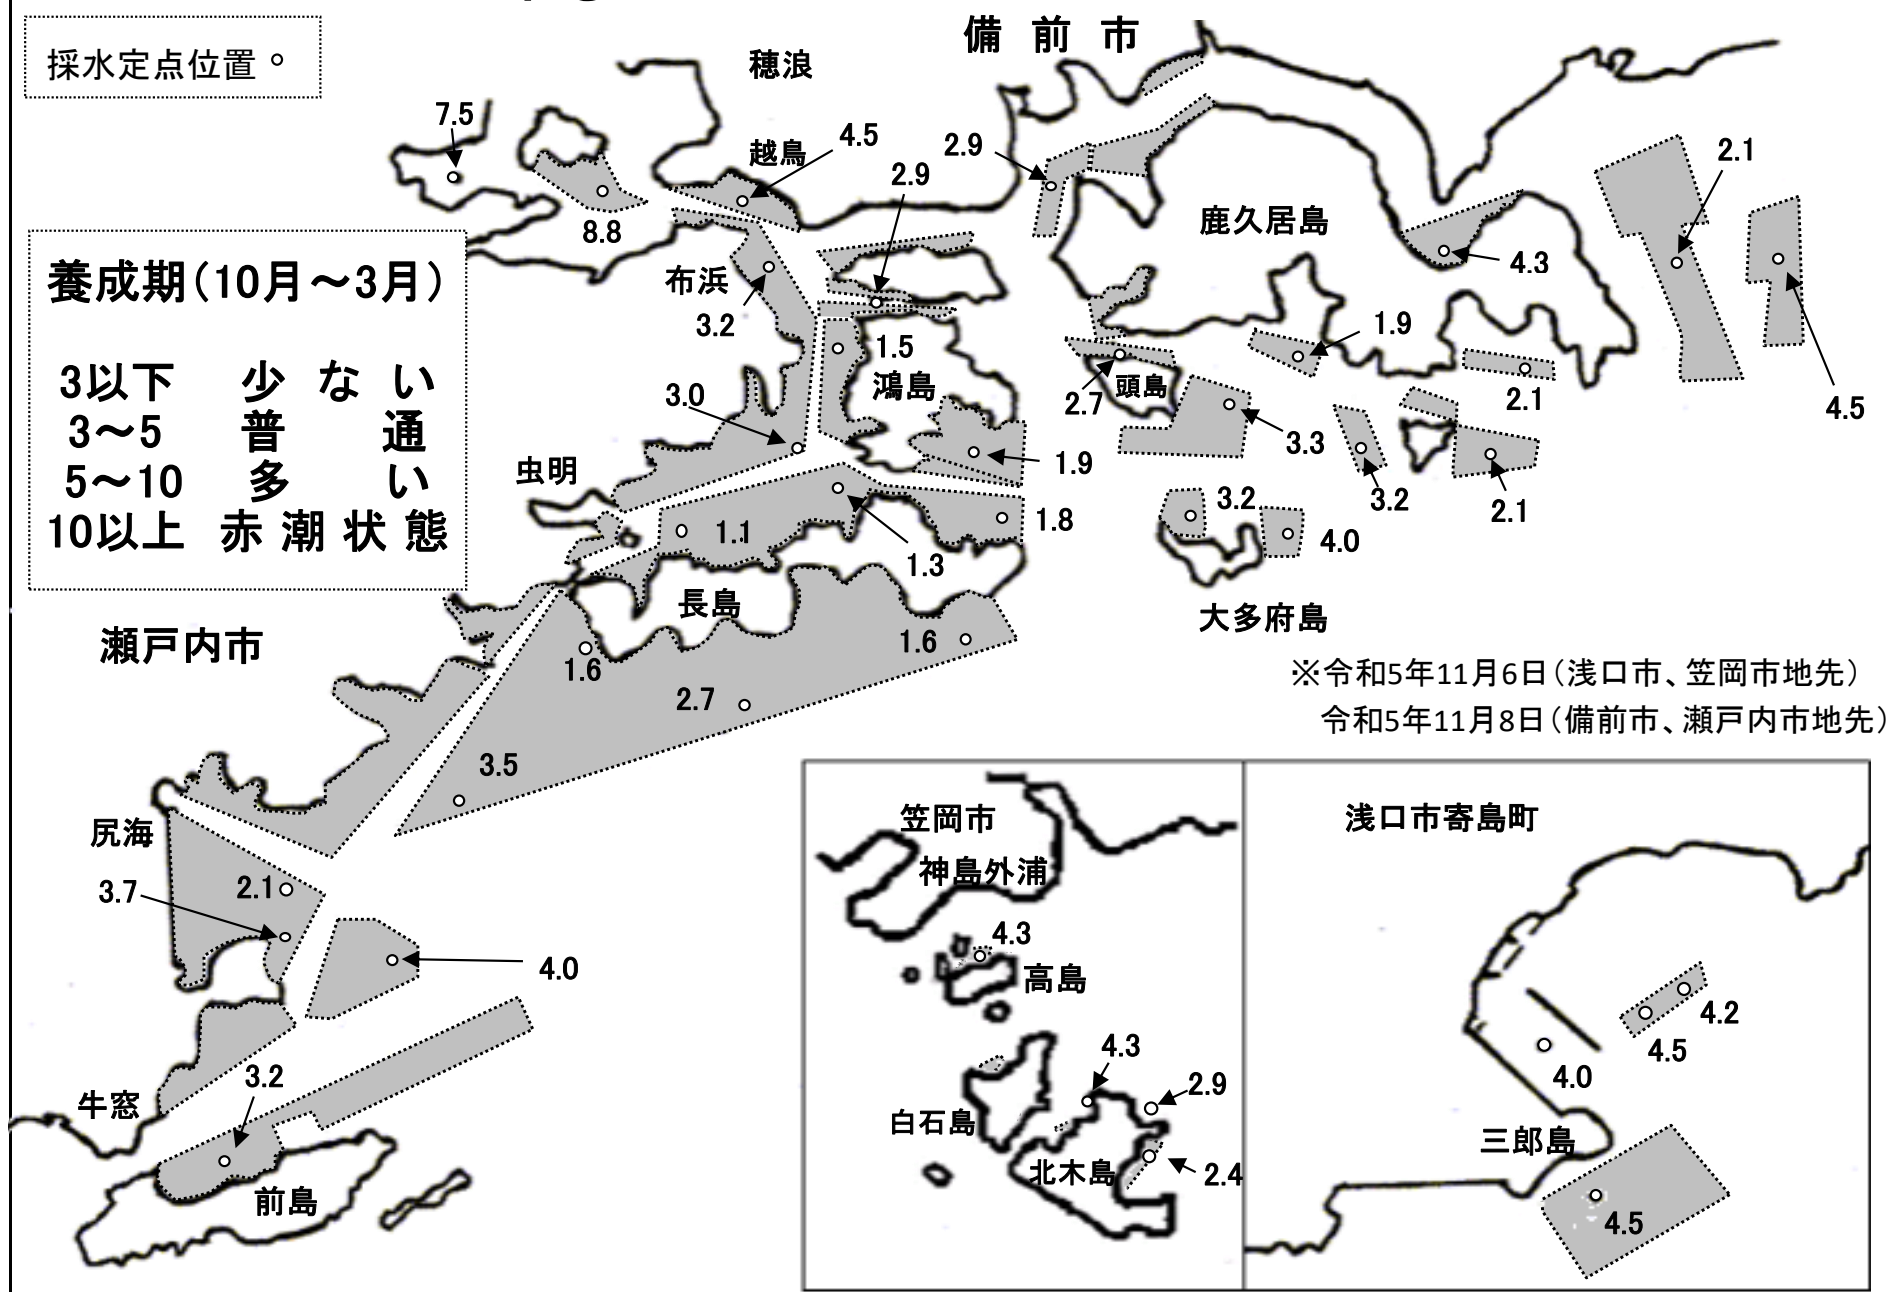 備前市
採水定点位置
穂浪
7.5
4.5
越鳥
2.9
2.9
2.1
8.8
鹿久居島
4.3
養成期(10月～3月)
3以下 少ない
3～5 普通
5～10 多い
10以上 赤潮状態
布浜
3.2
1.5
鴻島
1.9
頭島
2.7
2.1
4.5
3.0
3.3
1.9
虫明
3.2
3.2
2.1
1.1
1.8
4.0
1.3
長島
大多府島
瀬戸内市
1.6
1.6
2.7
※令和5年11月6日(浅口市、笠岡市地先)
令和5年11月8日(備前市、瀬戸内市地先)
3.5
尻海
2.1
3.7
4.0
3.2
牛窓
前島
笠岡市
神島外浦
4.3
高島
4.3
2.9
白石島
北木島
2.4
浅口市寄島町
4.2
4.5
4.0
三郎島
4.5